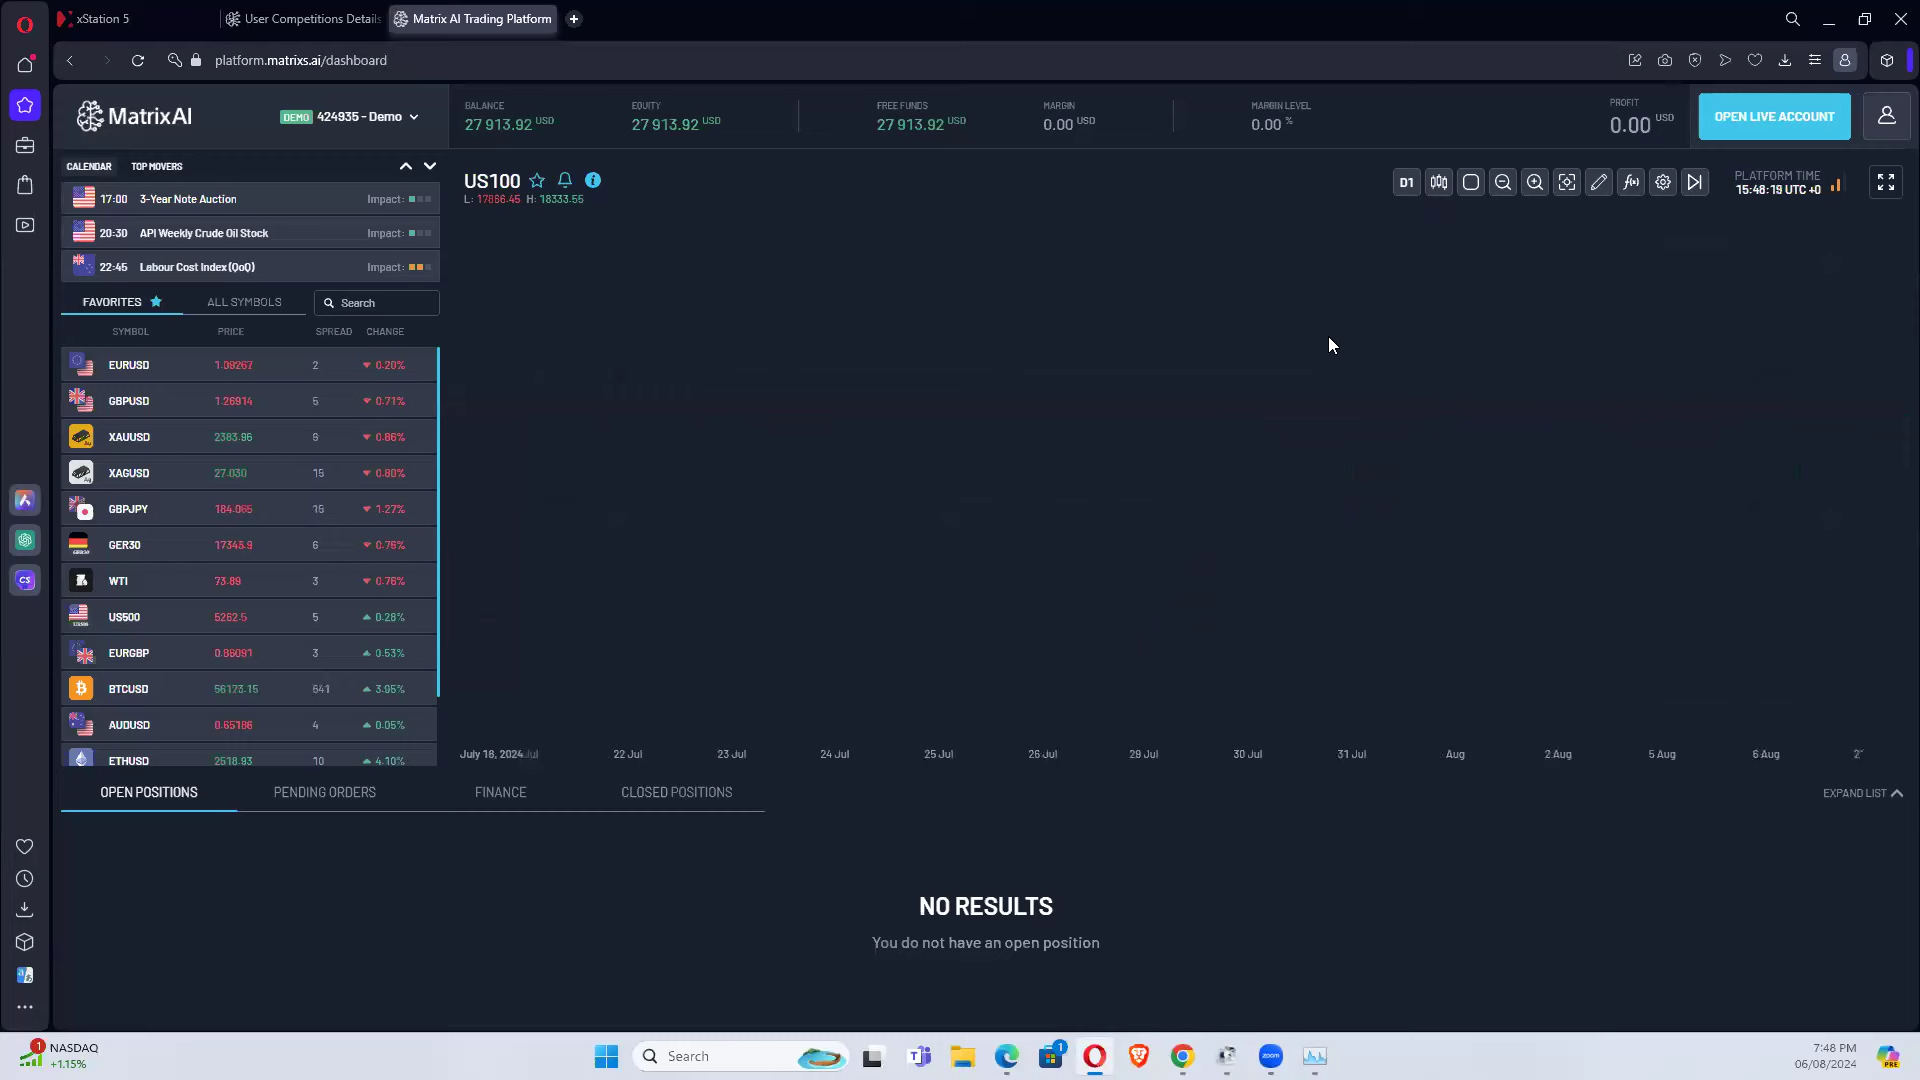 xStation 5
User Competitions Details
Matrix AI Trading Platform
platform.matrixs.ai/dashboard
MatrixAI
DEMO 424935 - Demo
BALANCE
27 913.92 USD
EQUITY
27 913.92 USD
FREE FUNDS
27 913.92 USD
MARGIN
0.00 USD
MARGIN LEVEL
0.00 %
PROFIT
0.00 USD
OPEN LIVE ACCOUNT
CALENDAR TOP MOVERS
17:00 3-Year Note Auction Impact:
20:30 API Weekly Crude Oil Stock Impact:
22:45 Labour Cost Index (QoQ) Impact:
FAVORITES ALL SYMBOLS Search
SYMBOL PRICE SPREAD CHANGE
EURUSD 1.09267 2 0.20%
GBPUSD 1.26914 5 0.71%
XAUUSD 2383.96 9 0.86%
XAGUSD 27.030 15 0.80%
GBPJPY 184.065 15 1.27%
GER30 17345.9 6 0.76%
WTI 73.89 3 0.76%
US500 5262.5 5 0.28%
EURGBP 0.86091 3 0.53%
BTCUSD 56173.15 541 3.95%
AUDUSD 0.65186 4 0.05%
ETHUSD 2518.93 10 4.10%
US100
L: 17866.45 H: 18333.55
D1
f(x)
PLATFORM TIME
15:48:19 UTC +0
July 18, 2024 22 Jul 23 Jul 24 Jul 25 Jul 26 Jul 29 Jul 30 Jul 31 Jul Aug 2 Aug 5 Aug 6 Aug
OPEN POSITIONS PENDING ORDERS FINANCE CLOSED POSITIONS EXPAND LIST
NO RESULTS
You do not have an open position
CS
1
NASDAQ
+1.15%
Search
1
zoom
7:48 PM
06/08/2024
PRE